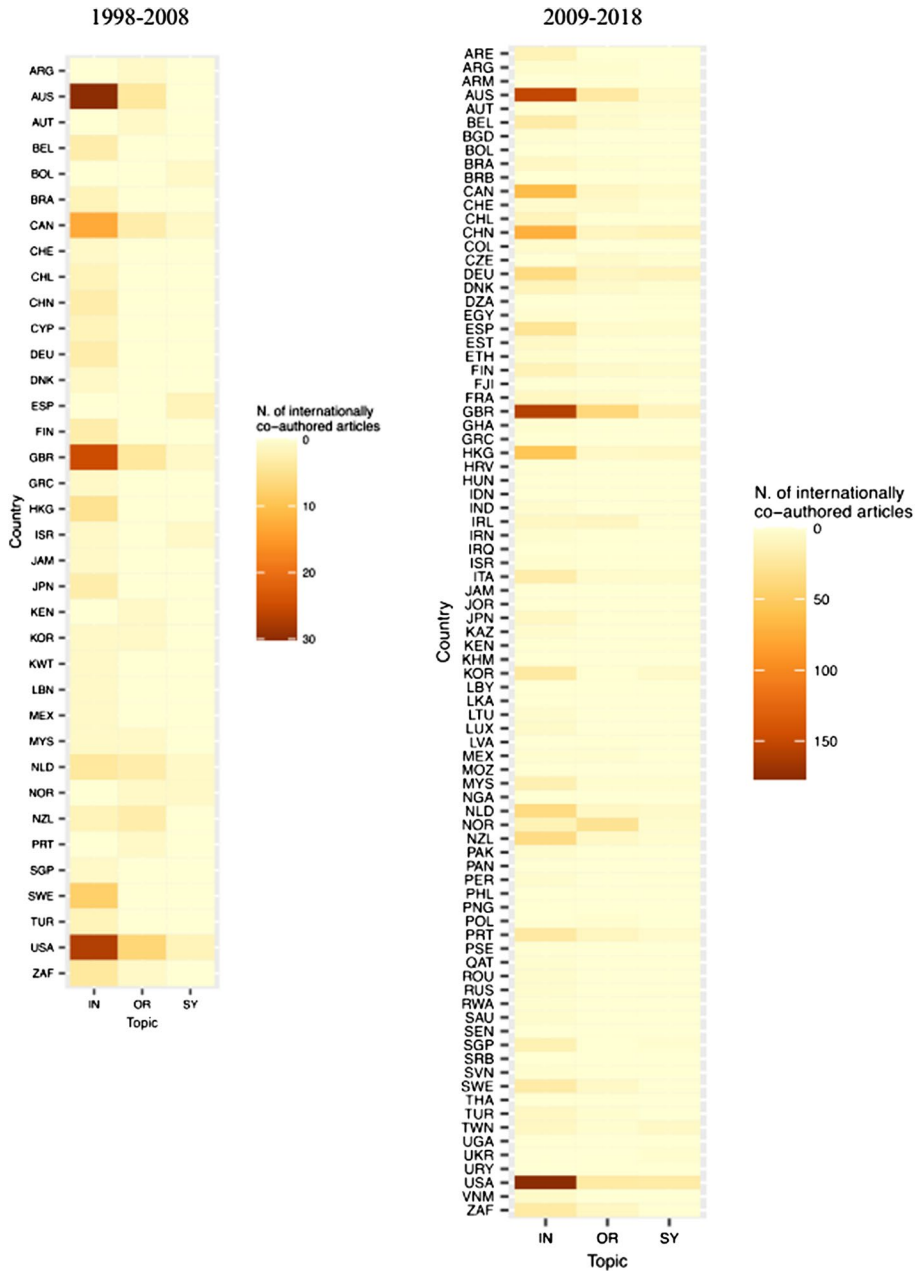 1998-2008
ARG
AUS
AUT
BEL
BOL
BRA
CAN
CHE
CHL
CHN
CYP
DEU
DNK
ESP
FIN
GBR
GRC
HKG
ISR
JAM
JPN
KEN
KOR
KWT
LBN
MEX
MYS
NLD
NOR
NZL
PRT
SGP
SWE
TUR
USA
ZAF
Country
IN OR SY
Topic
N. of internationally
co-authored articles
0
10
20
30
2009-2018
ARE
ARG
ARM
AUS
AUT
BEL
BGD
BOL
BRA
BRB
CAN
CHE
CHL
CHN
COL
CZE
DEU
DNK
DZA
EGY
ESP
EST
ETH
FIN
FJI
FRA
GBR
GHA
GRC
HKG
HRV
HUN
IDN
IND
IRL
IRN
IRQ
ISR
ITA
JAM
JOR
JPN
KAZ
KEN
KHM
KOR
LBY
LKA
LTU
LUX
LVA
MEX
MOZ
MYS
NGA
NLD
NOR
NZL
PAK
PAN
PER
PHL
PNG
POL
PRT
PSE
QAT
ROU
RUS
RWA
SAU
SEN
SGP
SRB
SVN
SWE
THA
TUR
TWN
UGA
UKR
URY
USA
VNM
ZAF
Country
IN OR SY
Topic
N. of internationally
co-authored articles
0
50
100
150